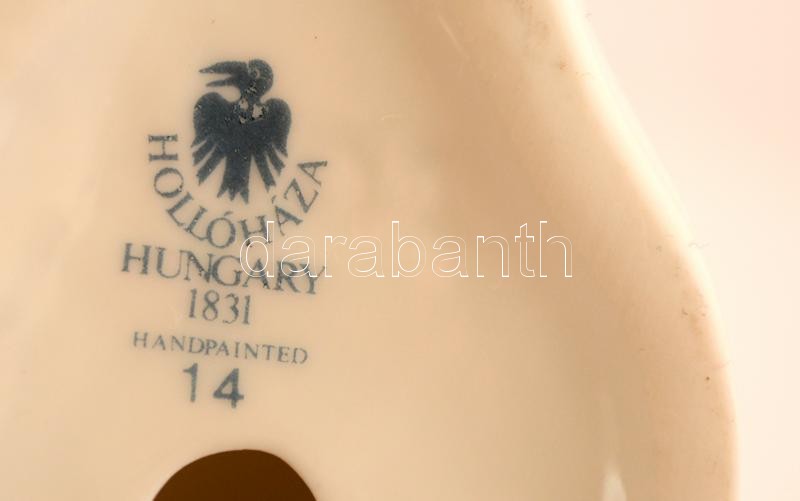 HOLLÓHÁZA
HUNGARY
1831
HANDPAINTED
14
darabanth